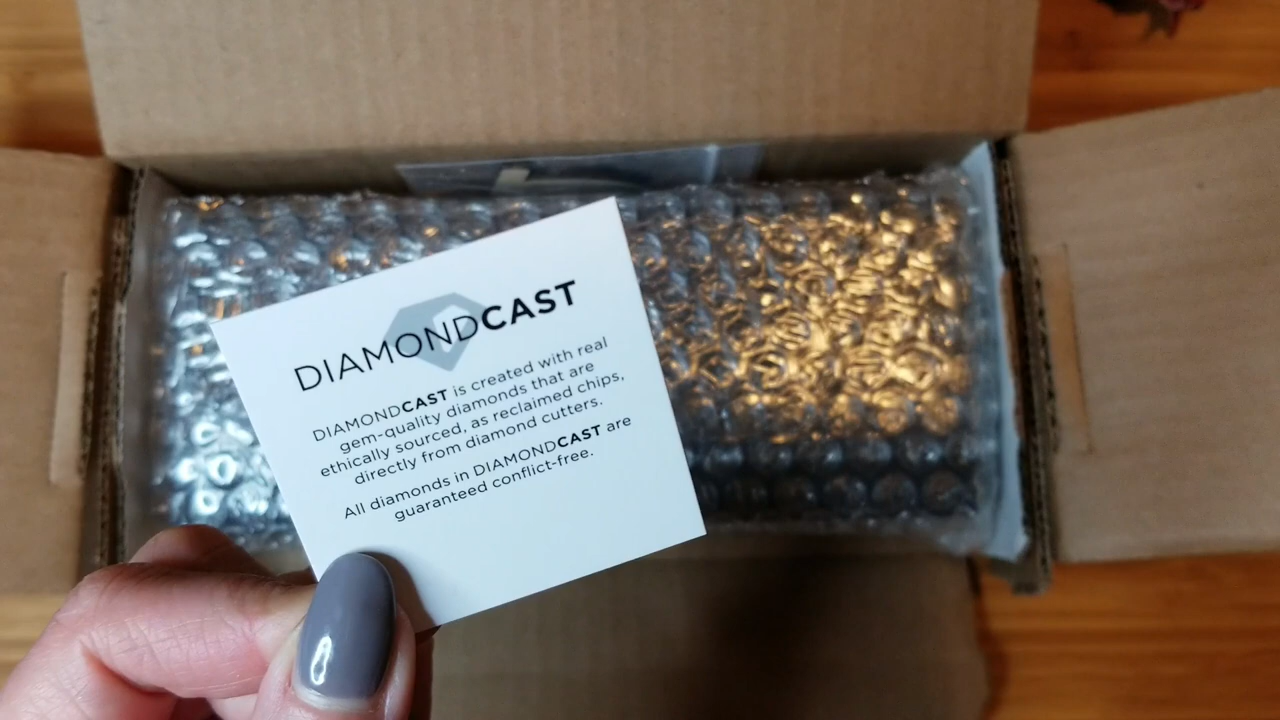 DIAMONDCAST
DIAMONDCAST is created with real
gem-quality diamonds that are
ethically sourced, as reclaimed chips,
directly from diamond cutters.
All diamonds in DIAMONDCAST are
guaranteed conflict-free.